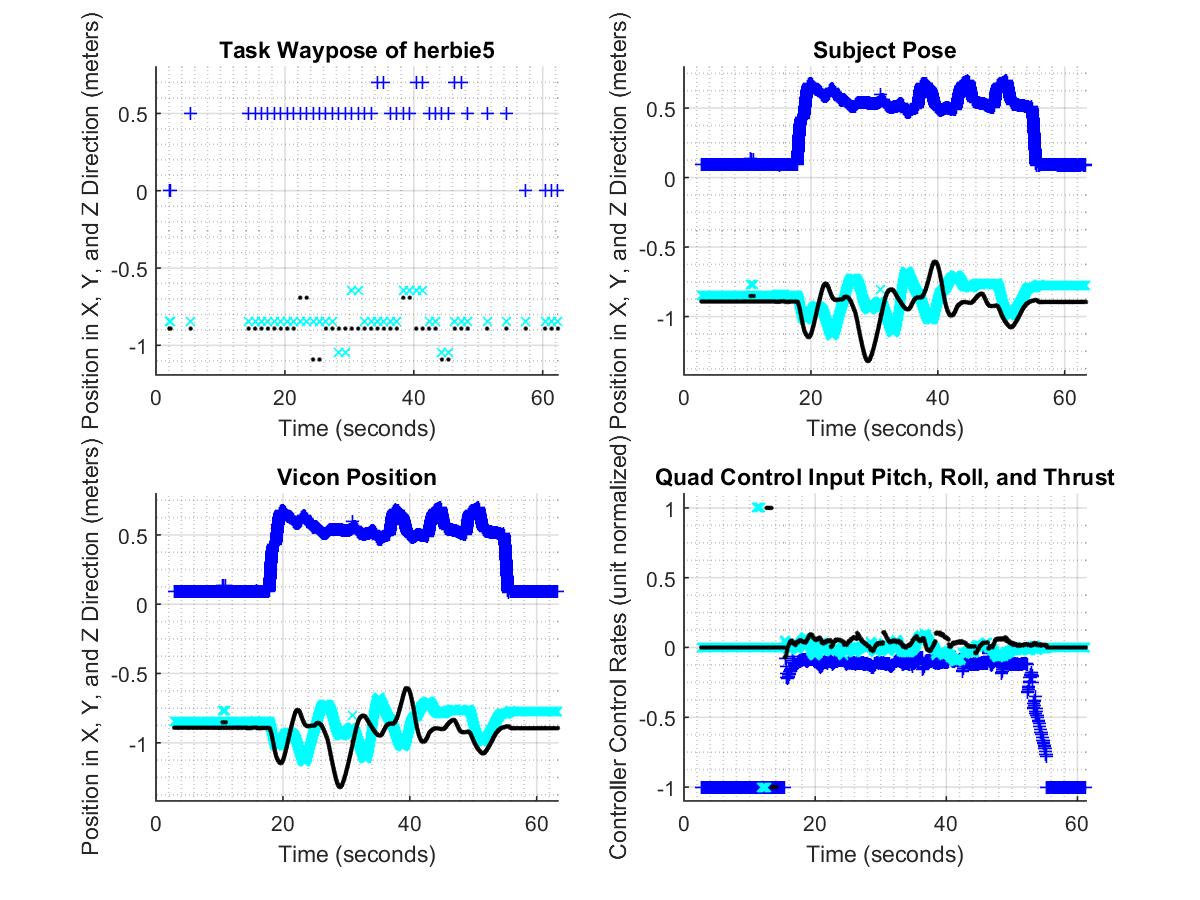 Task Waypose of herbie5
Position in X, Y, and Z Direction (meters)
0.5
0
-0.5
-1
0 20 40 60
Time (seconds)
Subject Pose
Position in X, Y, and Z Direction (meters)
0.5
0
-0.5
-1
0 20 40 60
Time (seconds)
Vicon Position
Position in X, Y, and Z Direction (meters)
0.5
0
-0.5
-1
0 20 40 60
Time (seconds)
Quad Control Input Pitch, Roll, and Thrust
Controller Control Rates (unit normalized)
1
0.5
0
-0.5
-1
0 20 40 60
Time (seconds)